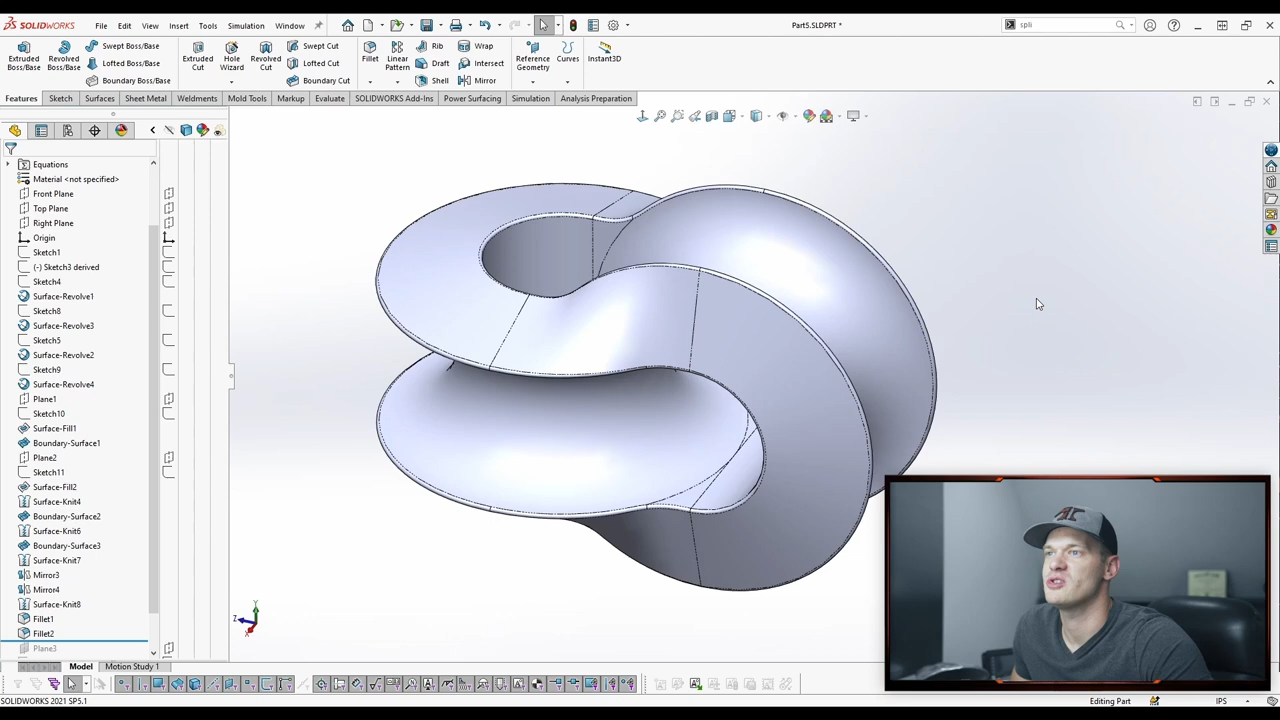 SOLIDWORKS File Edit View Insert Tools Simulation Window Part5.SLDPRT * spli
Extruded Boss/Base Revolved Boss/Base Swept Boss/Base Lofted Boss/Base Boundary Boss/Base Extruded Cut Hole Wizard Revolved Cut Swept Cut Lofted Cut Boundary Cut Fillet Linear Pattern Rib Draft Shell Wrap Intersect Mirror Reference Geometry Curves Instant3D
Features Sketch Surfaces Sheet Metal Weldments Mold Tools Markup Evaluate SOLIDWORKS Add-Ins Power Surfacing Simulation Analysis Preparation
Equations
Material <not specified>
Front Plane
Top Plane
Right Plane
Origin
Sketch1
(-) Sketch3 derived
Sketch4
Surface-Revolve1
Sketch8
Surface-Revolve3
Sketch5
Surface-Revolve2
Sketch9
Surface-Revolve4
Plane1
Sketch10
Surface-Fill1
Boundary-Surface1
Plane2
Sketch11
Surface-Fill2
Surface-Knit4
Boundary-Surface2
Surface-Knit6
Boundary-Surface3
Surface-Knit7
Mirror3
Mirror4
Surface-Knit8
Fillet1
Fillet2
Plane3
Y
Z
X
Model Motion Study 1
SOLIDWORKS 2021 SP5.1 Editing Part IPS